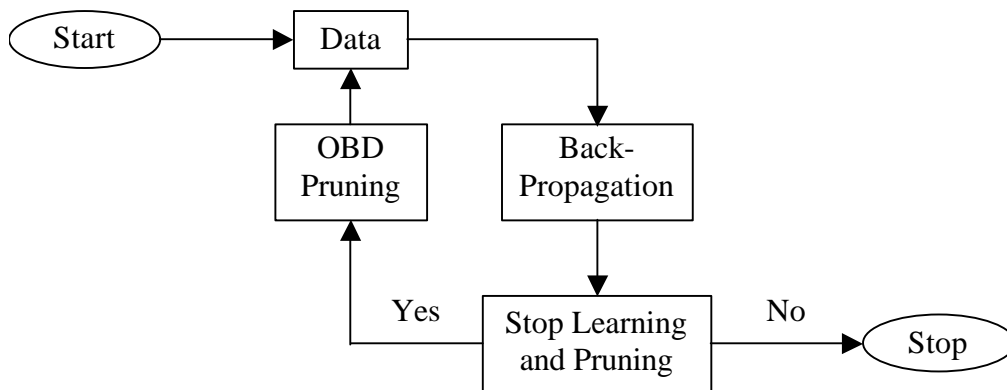 Start
Data
OBD
Pruning
Back-
Propagation
Yes
Stop Learning
and Pruning
No
Stop